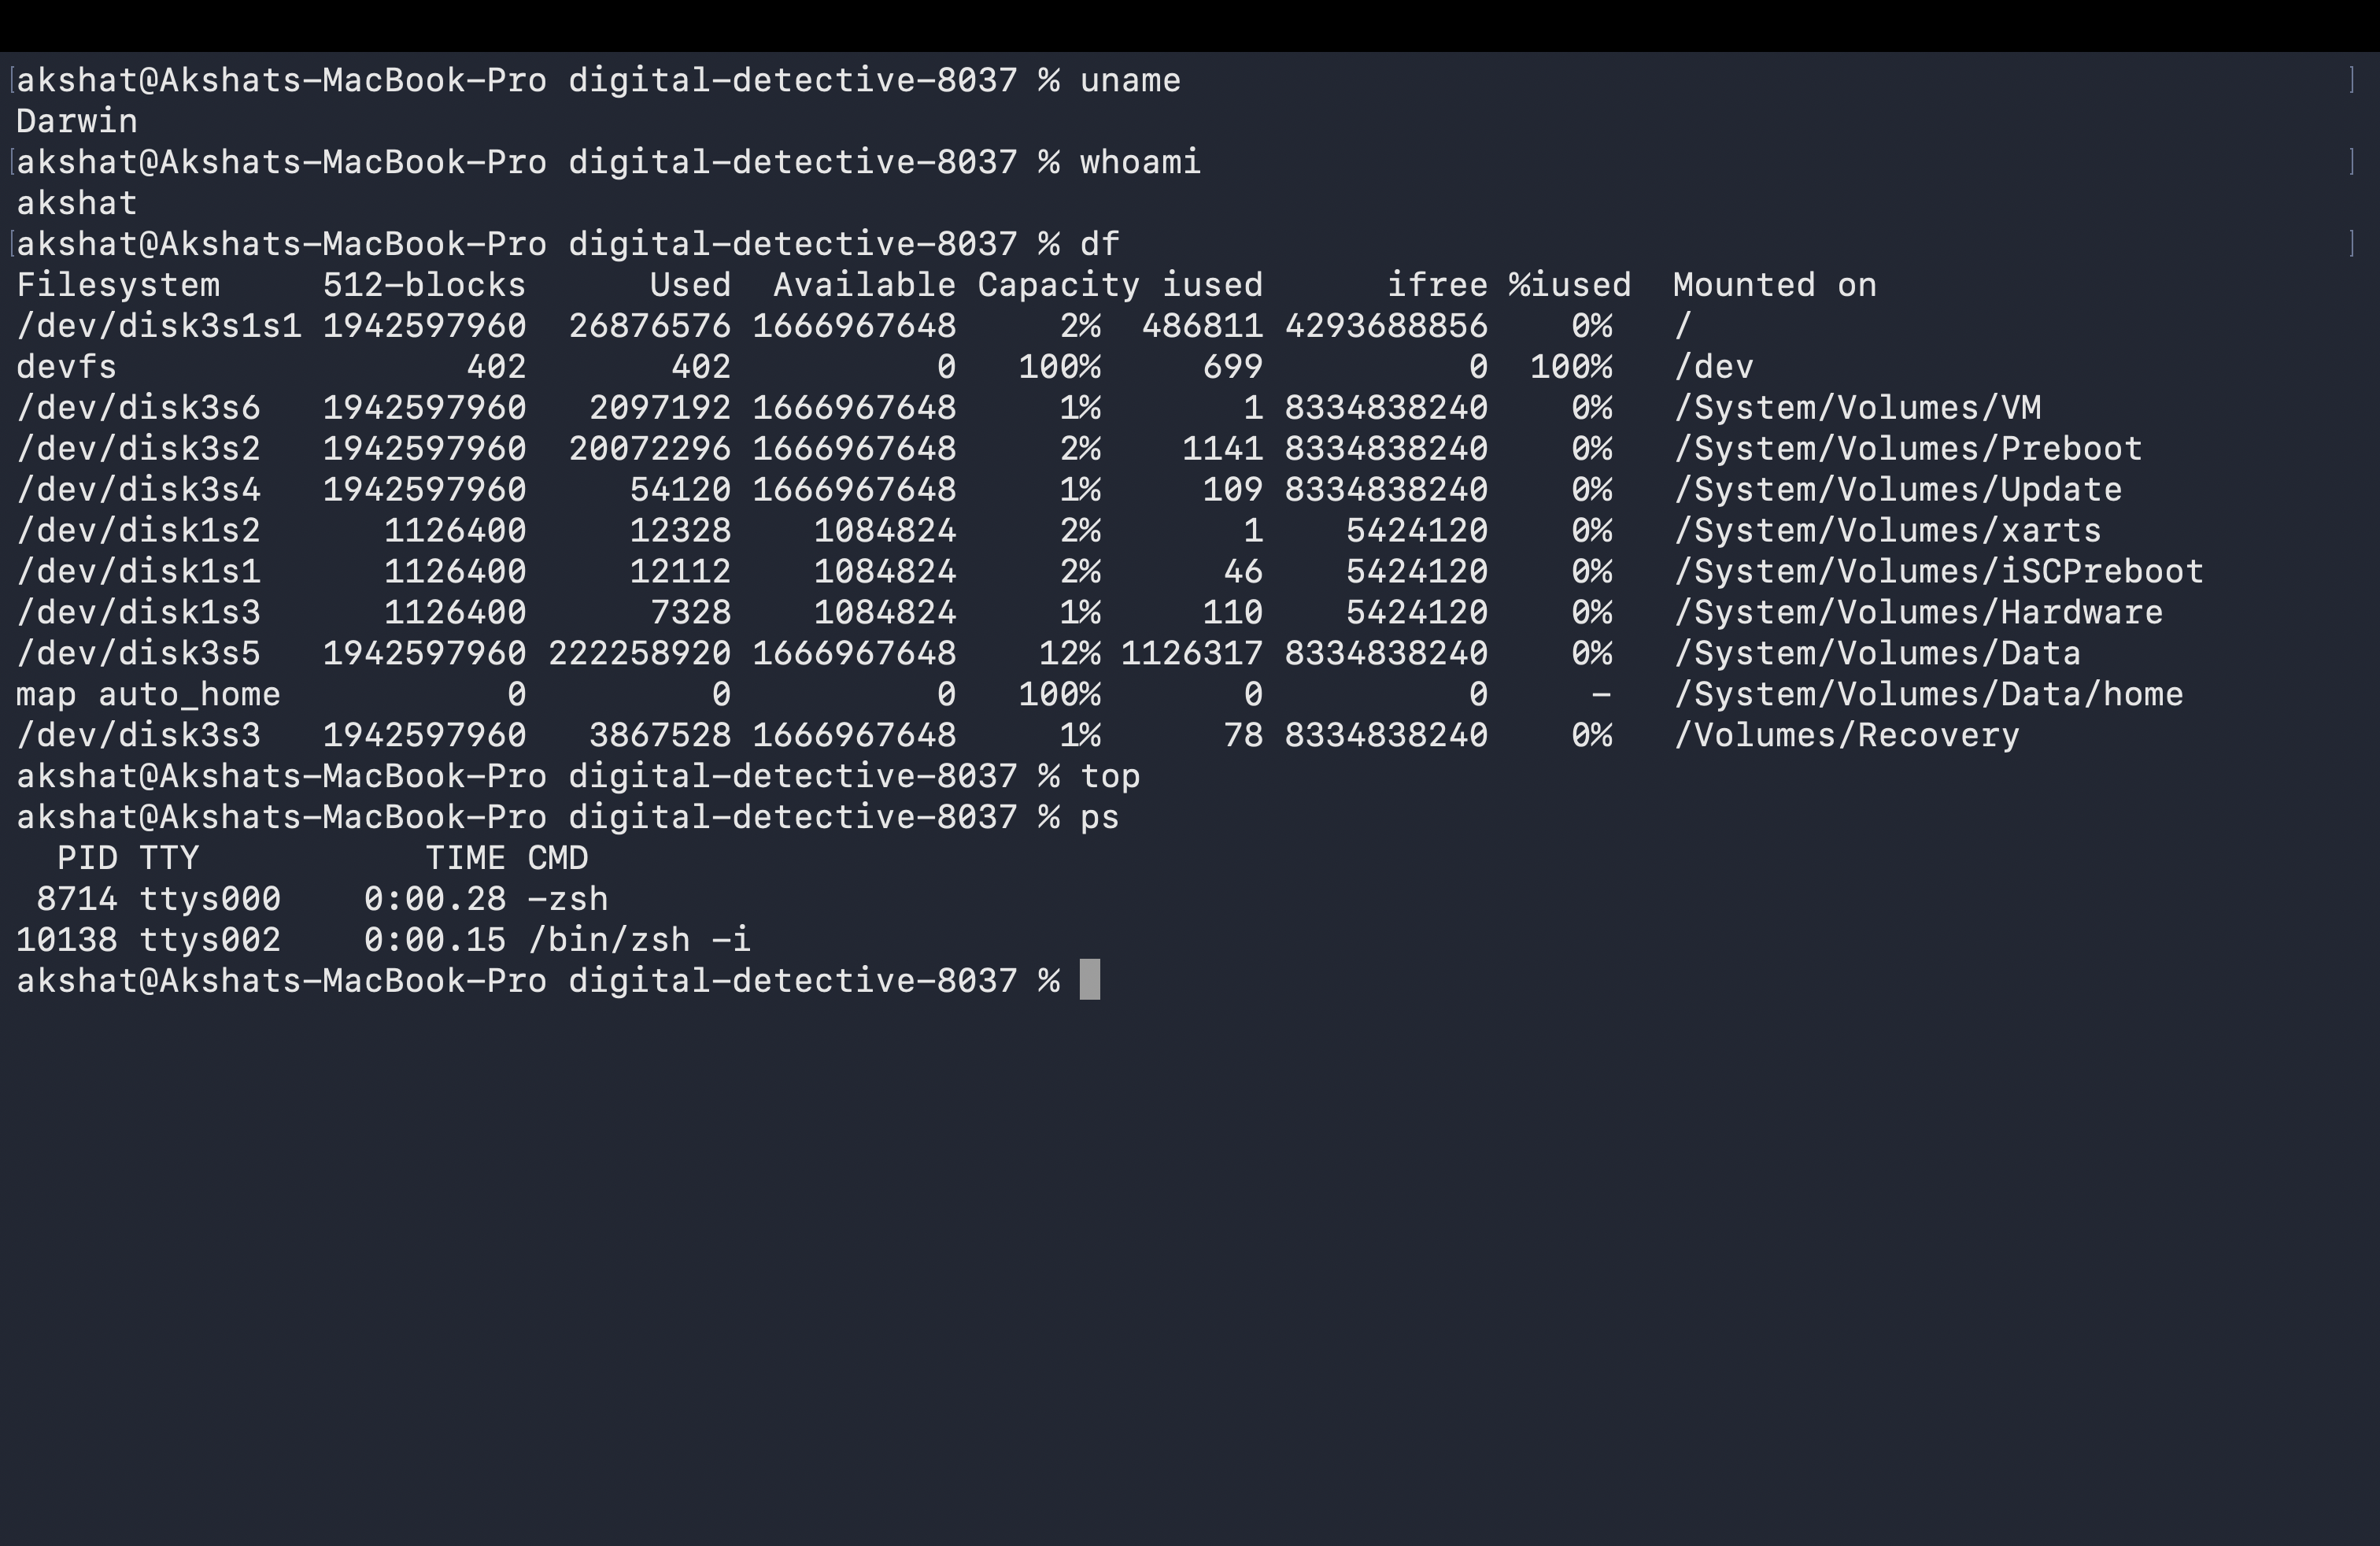 [akshat@Akshats-MacBook-Pro digital-detective-8037 % uname ]
Darwin
[akshat@Akshats-MacBook-Pro digital-detective-8037 % whoami ]
akshat
[akshat@Akshats-MacBook-Pro digital-detective-8037 % df ]
Filesystem     512-blocks      Used  Available Capacity iused      ifree %iused  Mounted on
/dev/disk3s1s1 1942597960  26876576 1666967648     2%  486811 4293688856    0%   /
devfs                 402       402          0   100%     699          0  100%   /dev
/dev/disk3s6   1942597960   2097192 1666967648     1%       1 8334838240    0%   /System/Volumes/VM
/dev/disk3s2   1942597960  20072296 1666967648     2%    1141 8334838240    0%   /System/Volumes/Preboot
/dev/disk3s4   1942597960     54120 1666967648     1%     109 8334838240    0%   /System/Volumes/Update
/dev/disk1s2      1126400     12328    1084824     2%       1    5424120    0%   /System/Volumes/xarts
/dev/disk1s1      1126400     12112    1084824     2%      46    5424120    0%   /System/Volumes/iSCPreboot
/dev/disk1s3      1126400      7328    1084824     1%     110    5424120    0%   /System/Volumes/Hardware
/dev/disk3s5   1942597960 222258920 1666967648    12% 1126317 8334838240    0%   /System/Volumes/Data
map auto_home           0         0          0   100%       0          0     -   /System/Volumes/Data/home
/dev/disk3s3   1942597960   3867528 1666967648     1%      78 8334838240    0%   /Volumes/Recovery
akshat@Akshats-MacBook-Pro digital-detective-8037 % top
akshat@Akshats-MacBook-Pro digital-detective-8037 % ps
  PID TTY           TIME CMD
 8714 ttys000    0:00.28 -zsh
10138 ttys002    0:00.15 /bin/zsh -i
akshat@Akshats-MacBook-Pro digital-detective-8037 %